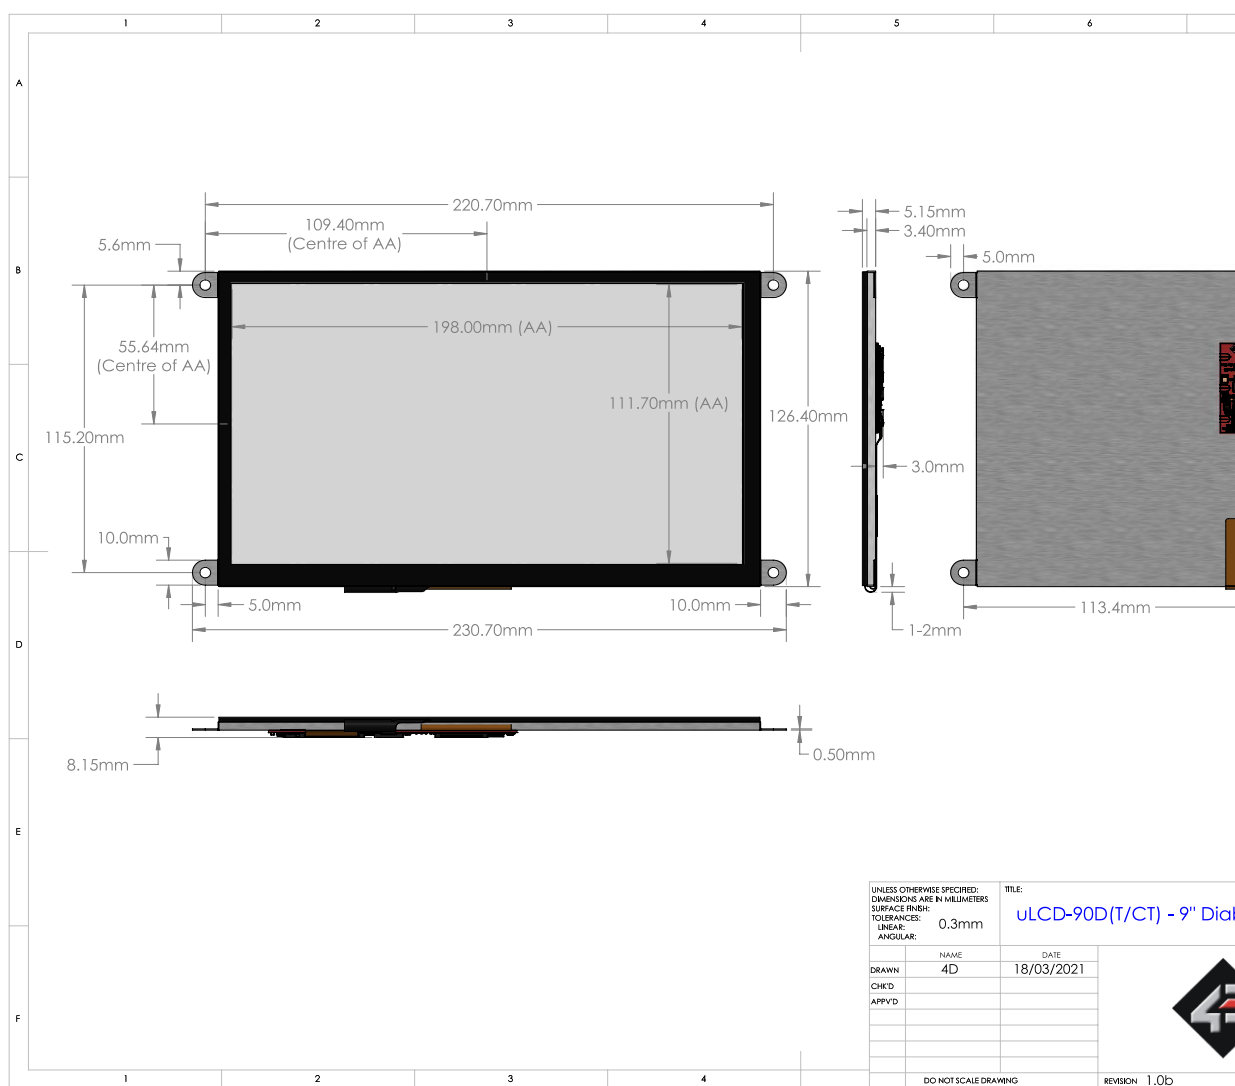 1 2 3 5 6
A
220.70mm
109.40mm
(Centre of AA)
5.15mm
3.40mm
5.6mm
5.0mm
B
198.00mm (AA)
55.64mm
(Centre of AA)
111.70mm (AA)
126.40mm
115.20mm
C
3.0mm
10.0mm
5.0mm
10.0mm
113.4mm
230.70mm
1-2mm
D
8.15mm
0.50mm
E
UNLESS OTHERWISE SPECIFIED:
DIMENSIONS ARE IN MILLIMETERS
SURFACE FINISH:
TOLERANCES:
LINEAR: 0.3mm
ANGULAR:
TITLE:
uLCD-90D(T/CT) - 9" Diab
NAME DATE
DRAWN 4D 18/03/2021
CHK'D
APPV'D
F
DO NOT SCALE DRAWING
REVISION 1.0b
1 2 3 4
4